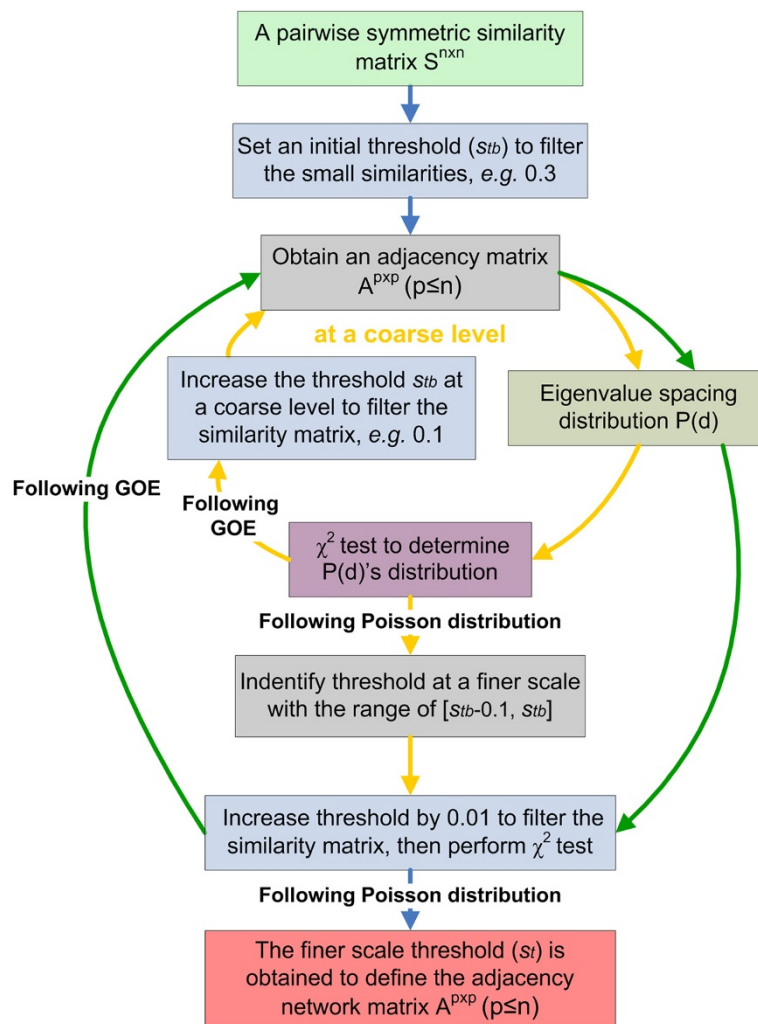 A pairwise symmetric similarity
matrix Sⁿˣⁿ
Set an initial threshold (stb) to filter
the small similarities, e.g. 0.3
Obtain an adjacency matrix
Aᵖˣᵖ (p≤n)
at a coarse level
Increase the threshold stb at
a coarse level to filter the
similarity matrix, e.g. 0.1
Eigenvalue spacing
distribution P(d)
Following GOE
Following
GOE
χ² test to determine
P(d)'s distribution
Following Poisson distribution
Indentify threshold at a finer scale
with the range of [stb-0.1, stb]
Increase threshold by 0.01 to filter the
similarity matrix, then perform χ² test
Following Poisson distribution
The finer scale threshold (st) is
obtained to define the adjacency
network matrix Aᵖˣᵖ (p≤n)